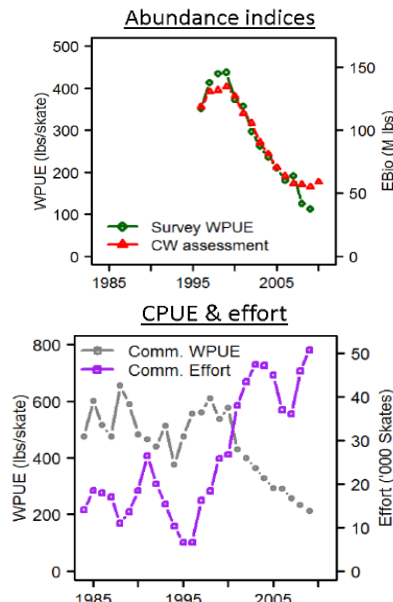 Abundance indices
500
400
300
200
100
0
WPUE (lbs/skate)
150
100
50
0
EBio (M lbs)
Survey WPUE
CW assessment
1985 1995 2005
CPUE & effort
800
600
400
200
0
WPUE (lbs/skate)
50
40
30
20
10
0
Effort ('000 Skates)
Comm. WPUE
Comm. Effort
1985 1995 2005